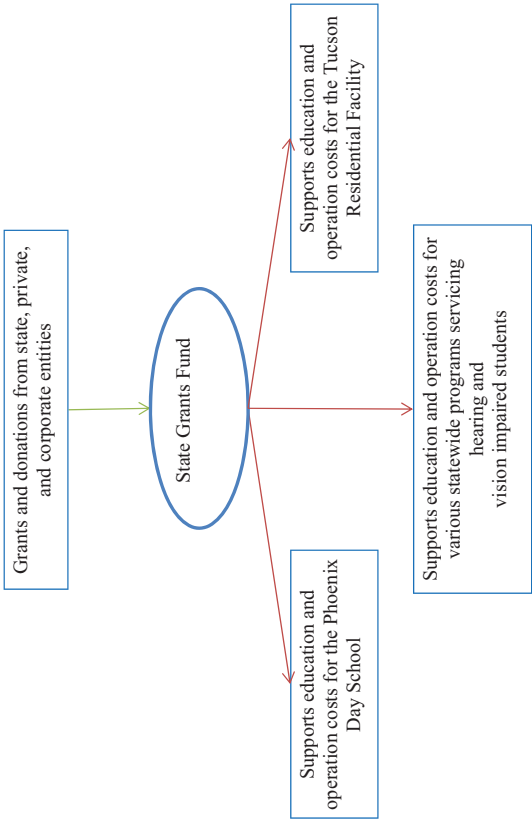 Grants and donations from state, private,
and corporate entities
State Grants Fund
Supports education and
operation costs for the Phoenix
Day School
Supports education and operation costs for
various statewide programs servicing
hearing and
vision impaired students
Supports education and
operation costs for the Tucson
Residential Facility